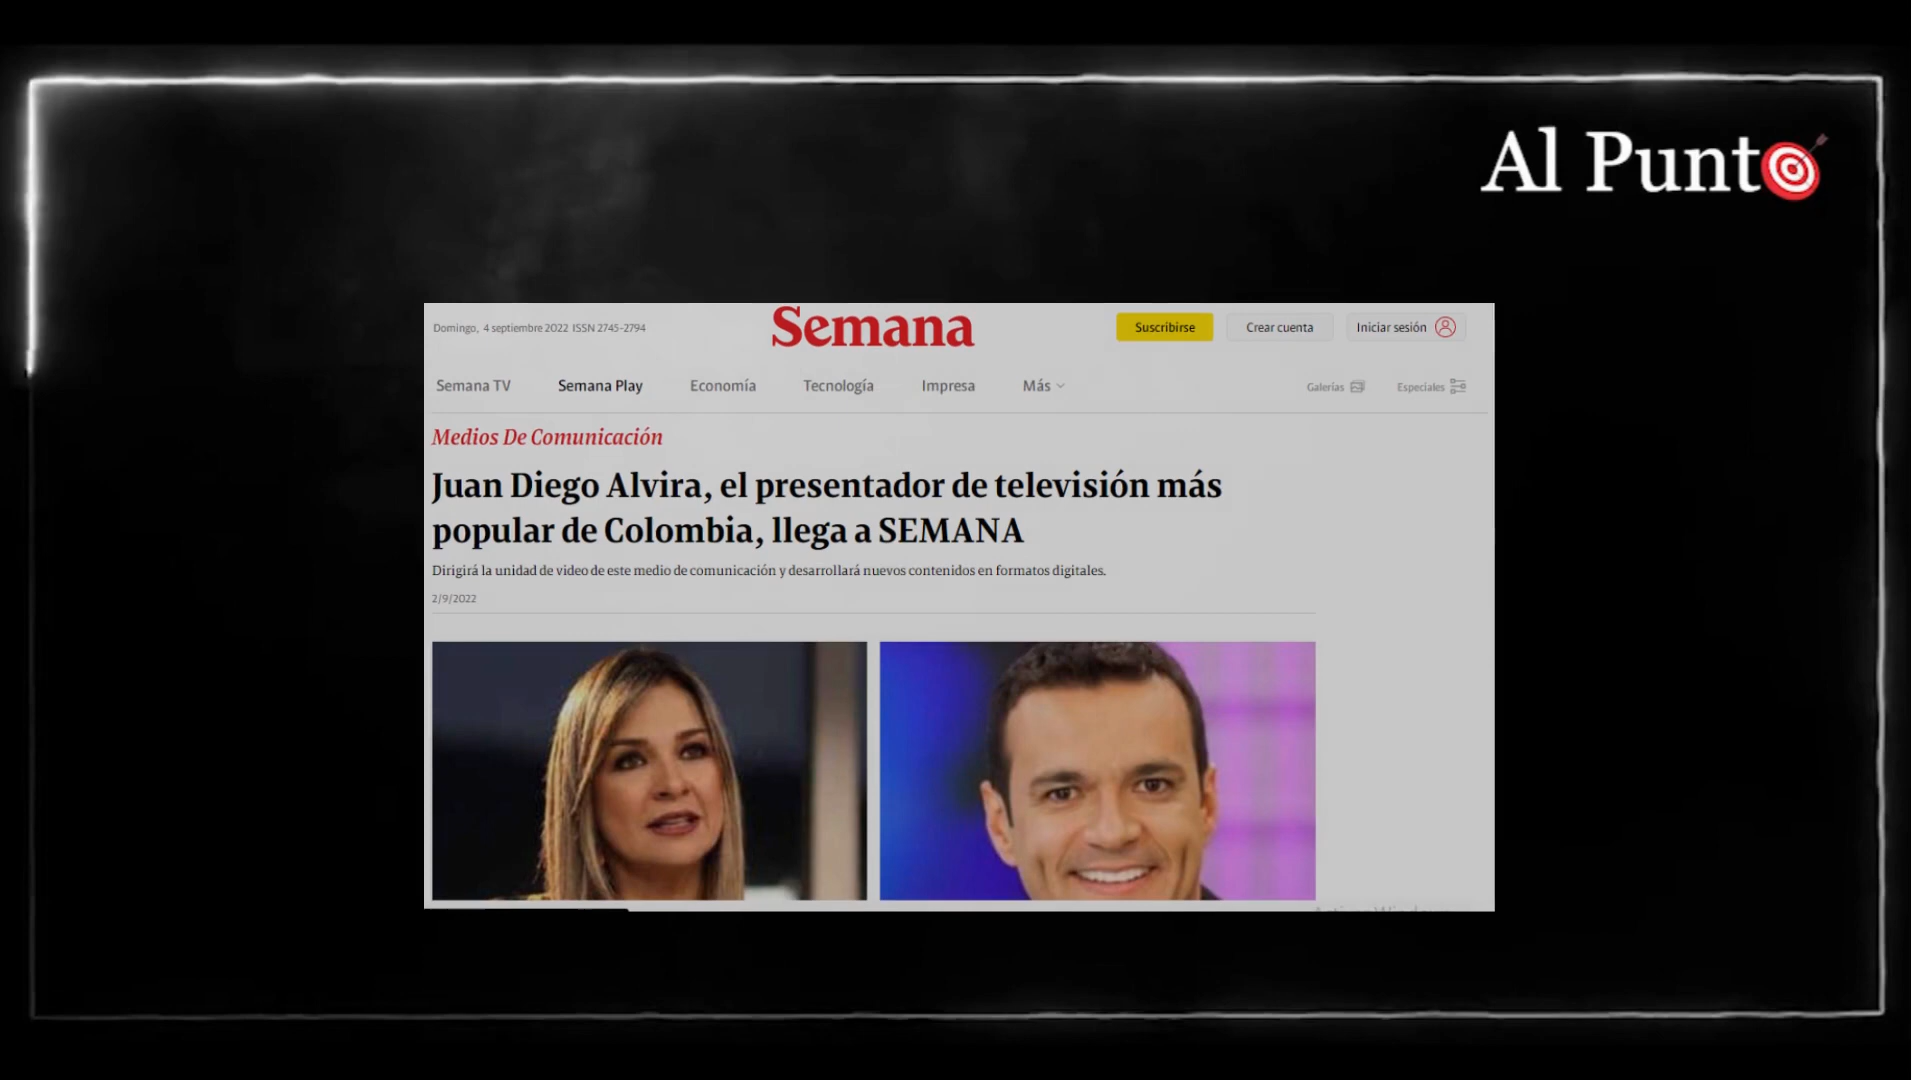 Al Punto
Domingo, 4 septiembre 2022 ISSN 2745-2794
Semana
Suscribirse
Crear cuenta
Iniciar sesión
Semana TV
Semana Play
Economía
Tecnología
Impresa
Más
Galerías
Especiales
Medios De Comunicación
Juan Diego Alvira, el presentador de televisión más
popular de Colombia, llega a SEMANA
Dirigirá la unidad de video de este medio de comunicación y desarrollará nuevos contenidos en formatos digitales.
2/9/2022